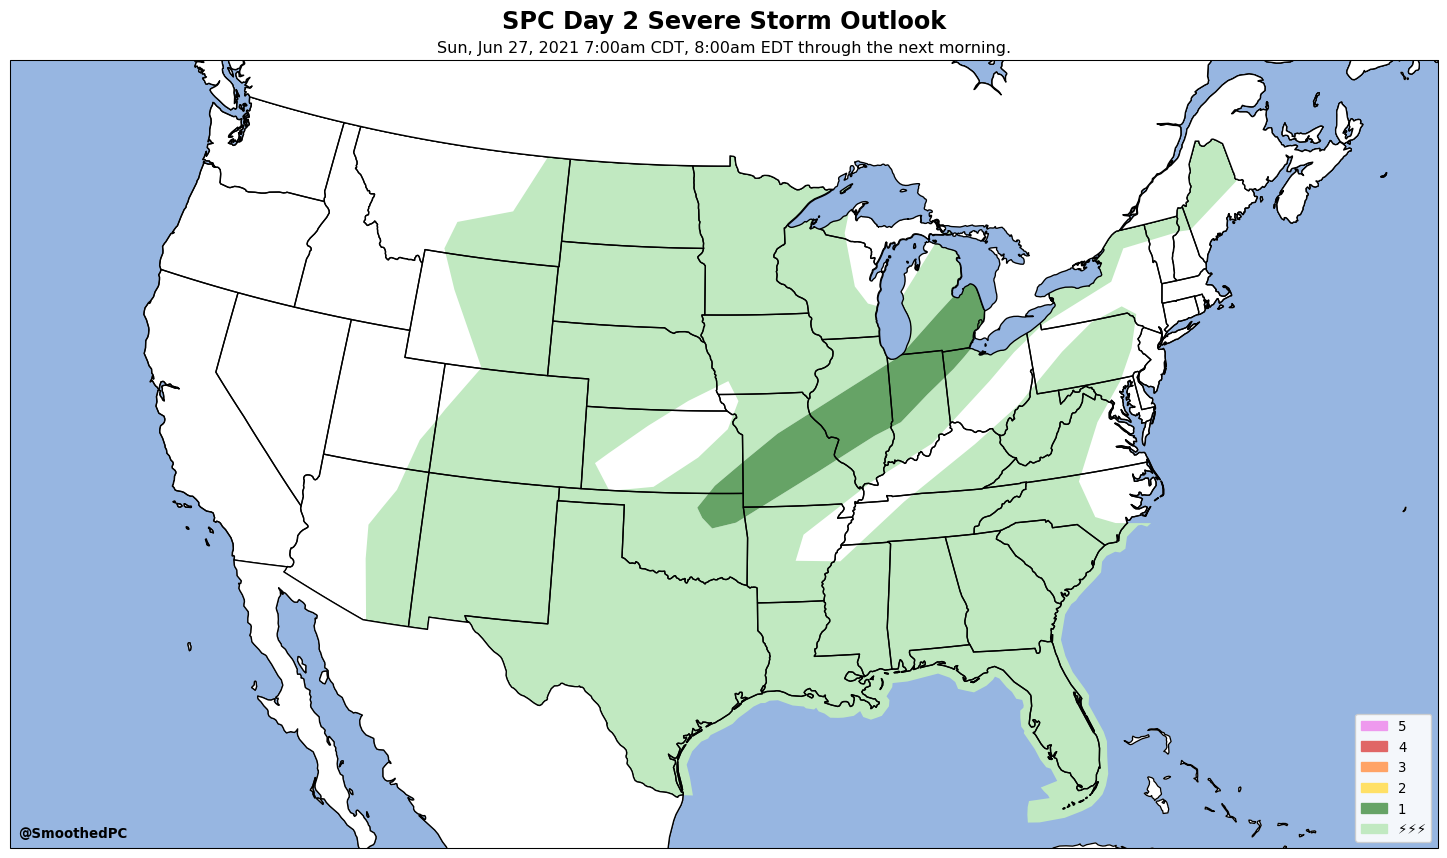 SPC Day 2 Severe Storm Outlook
Sun, Jun 27, 2021 7:00am CDT, 8:00am EDT through the next morning.
5
4
3
2
1
⚡⚡⚡
@SmoothedPC